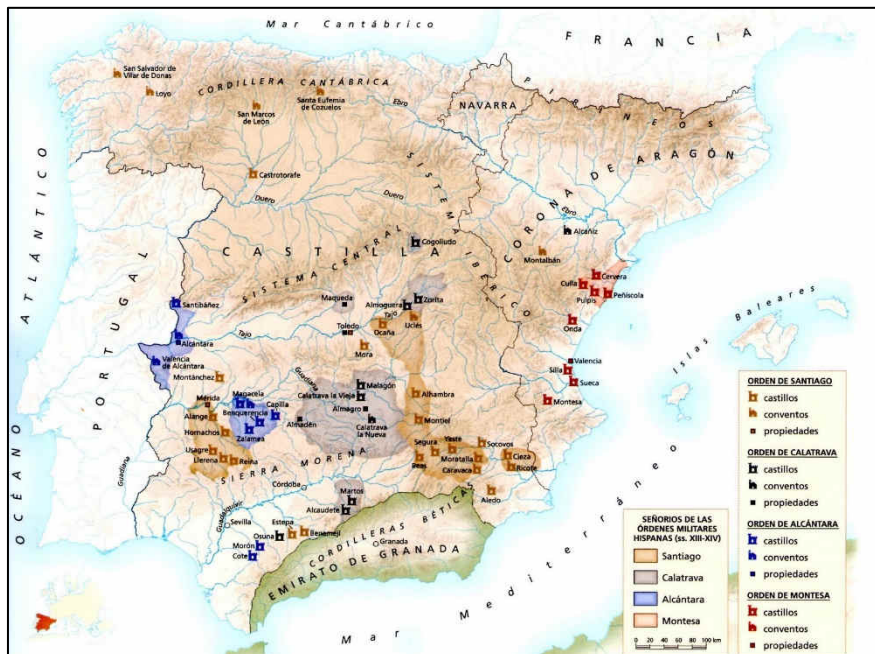 Mar Cantábrico
FRANCIA
San Salvador de
Vilar de Donas
Loyo
CORDILLERA CANTÁBRICA
San Marcos
de León
Santa Eufemia
de Cozuelos
Ebro
NAVARRA
PIRINEOS
CORONA DE ARAGÓN
Castrotorafe
Duero
Duero
SISTEMA IBÉRICO
Ebro
Alcañiz
Montalbán
CASTILLA
Cogolludo
SISTEMA CENTRAL
OCÉANO ATLÁNTICO
PORTUGAL
Santibáñez
Maqueda
Almoguera
Zorita
Tajo
Cervera
Culla
Pulpis
Peñíscola
Onda
Islas Baleares
Alcántara
Tajo
Toledo
Ocaña
Uclés
Mora
Valencia
de Alcántara
Valencia
Silla
Sueca
Montesa
Montánchez
Guadiana
Malagón
Calatrava la Vieja
Alhambra
Mérida
Magacela
Capilla
Benquerencia
Zalamea
Almagro
Almadén
Calatrava
la Nueva
Montiel
Alange
Hornachos
Usagre
Llerena
Reina
SIERRA MORENA
Segura
Yeste
Socovos
Beas
Moratalla
Caravaca
Cieza
Ricote
Aledo
Guadiana
Guadalquivir
Córdoba
Martos
Alcaudete
Sevilla
Estepa
Osuna
Benamejí
Morón
Cote
CORDILLERAS BÉTICAS
Granada
EMIRATO DE GRANADA
Mar Mediterráneo
SEÑORIOS DE LAS
ÓRDENES MILITARES
HISPANAS (ss. XIII-XIV)
Santiago
Calatrava
Alcántara
Montesa
0 20 40 60 80 100 km
ORDEN DE SANTIAGO
castillos
conventos
propiedades
ORDEN DE CALATRAVA
castillos
conventos
propiedades
ORDEN DE ALCÁNTARA
castillos
conventos
propiedades
ORDEN DE MONTESA
castillos
conventos
propiedades